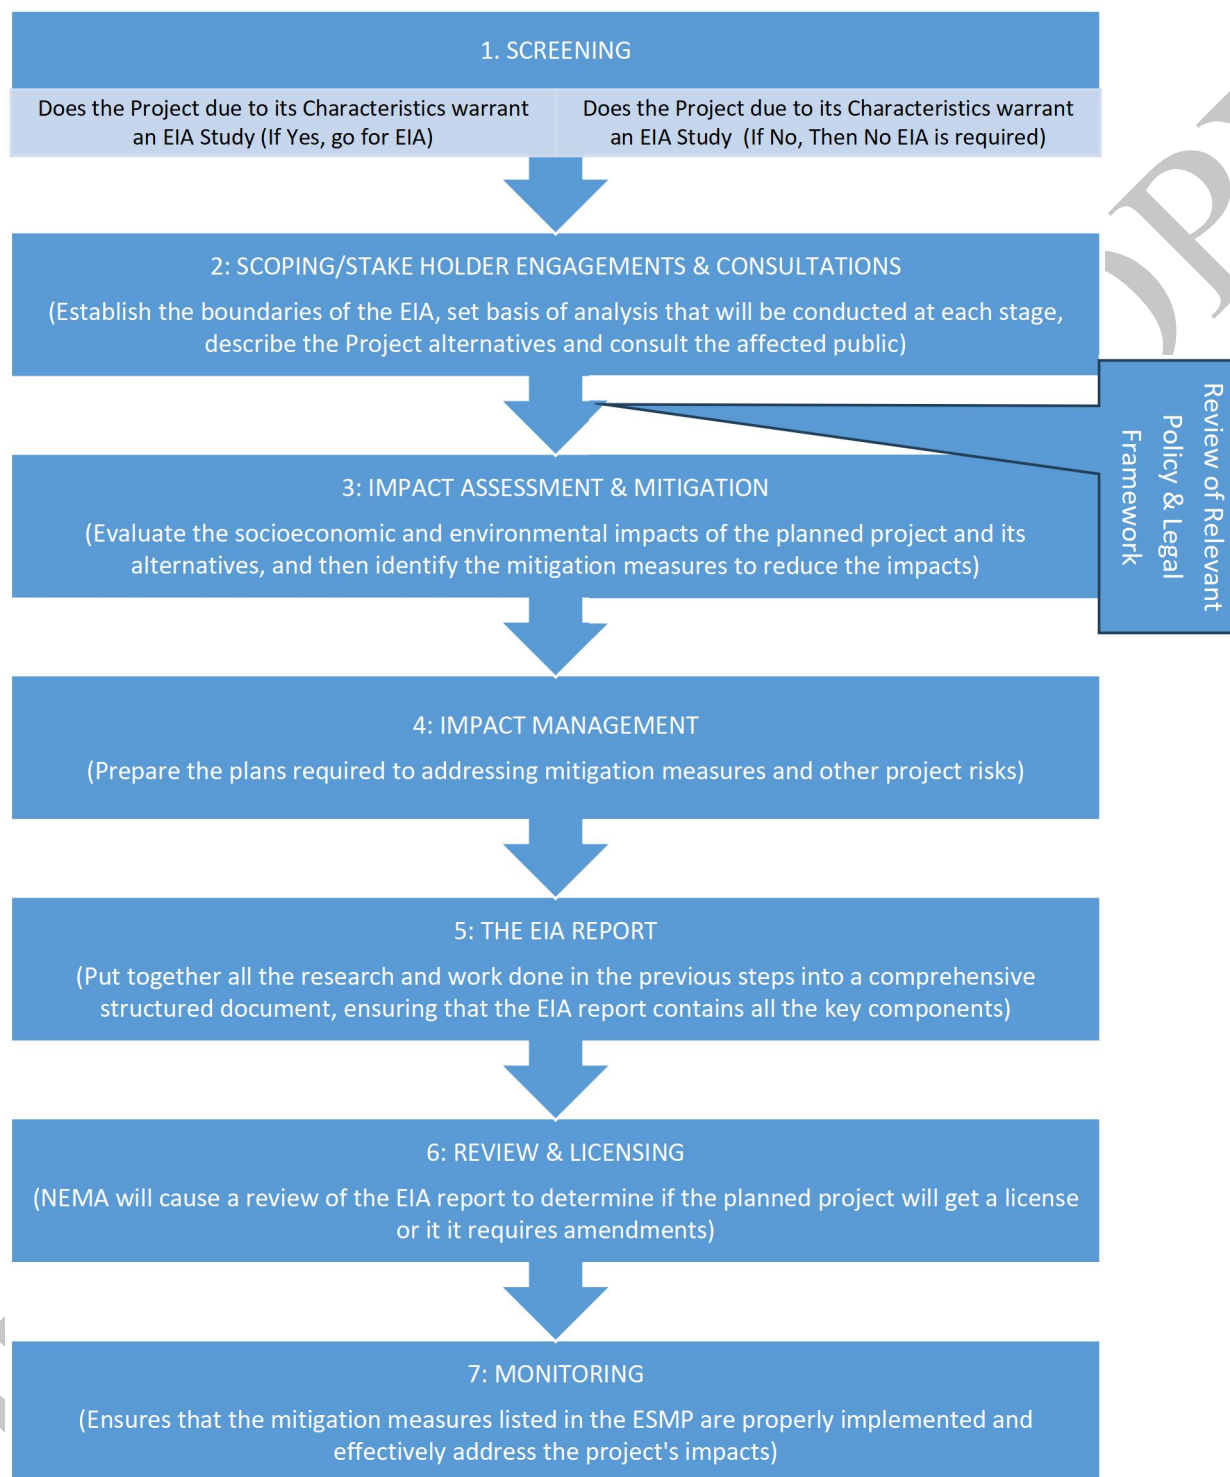 1. SCREENING
Does the Project due to its Characteristics warrant
an EIA Study (If Yes, go for EIA)
Does the Project due to its Characteristics warrant
an EIA Study (If No, Then No EIA is required)
2: SCOPING/STAKE HOLDER ENGAGEMENTS & CONSULTATIONS
(Establish the boundaries of the EIA, set basis of analysis that will be conducted at each stage,
describe the Project alternatives and consult the affected public)
Review of Relevant
Policy & Legal
Framework
3: IMPACT ASSESSMENT & MITIGATION
(Evaluate the socioeconomic and environmental impacts of the planned project and its
alternatives, and then identify the mitigation measures to reduce the impacts)
4: IMPACT MANAGEMENT
(Prepare the plans required to addressing mitigation measures and other project risks)
5: THE EIA REPORT
(Put together all the research and work done in the previous steps into a comprehensive
structured document, ensuring that the EIA report contains all the key components)
6: REVIEW & LICENSING
(NEMA will cause a review of the EIA report to determine if the planned project will get a license
or it it requires amendments)
7: MONITORING
(Ensures that the mitigation measures listed in the ESMP are properly implemented and
effectively address the project's impacts)